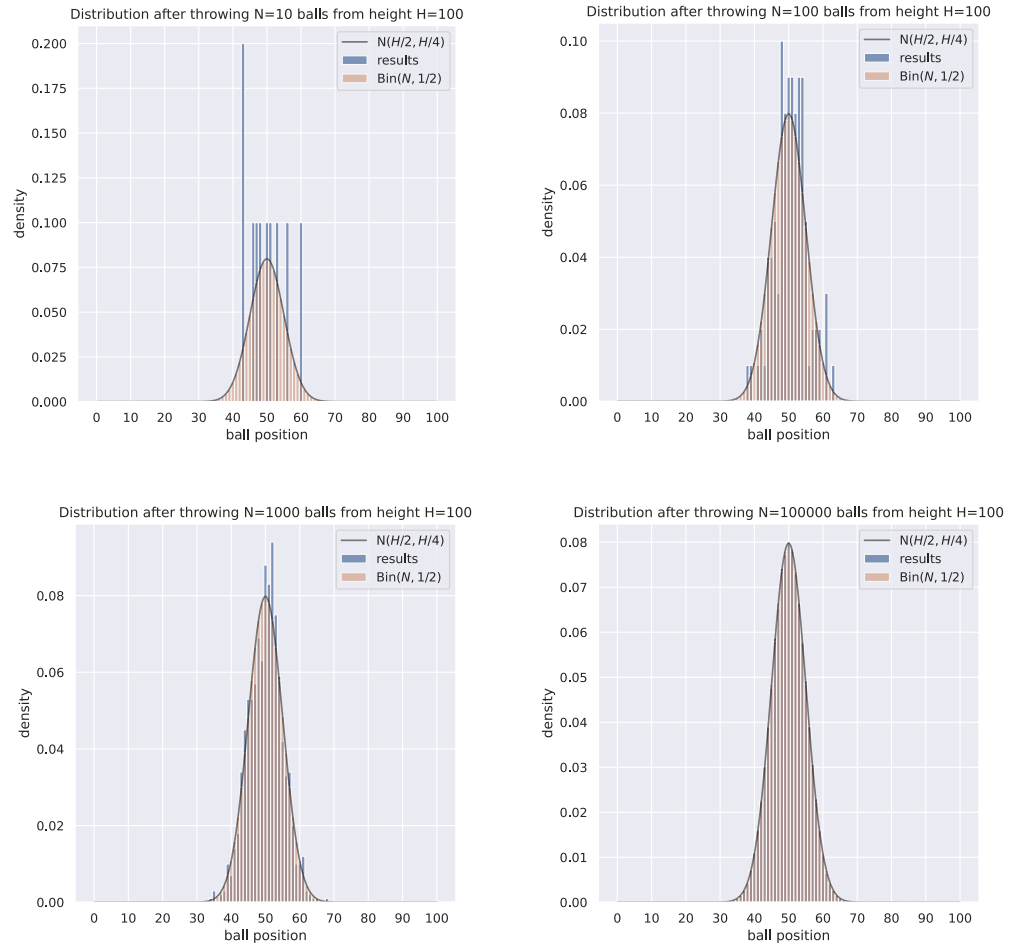 Distribution after throwing N=10 balls from height H=100
N(H/2, H/4)
results
Bin(N, 1/2)
0.200
0.175
0.150
0.125
0.100
0.075
0.050
0.025
0.000
density
0 10 20 30 40 50 60 70 80 90 100
ball position
Distribution after throwing N=100 balls from height H=100
N(H/2, H/4)
results
Bin(N, 1/2)
0.10
0.08
0.06
0.04
0.02
0.00
density
0 10 20 30 40 50 60 70 80 90 100
ball position
Distribution after throwing N=1000 balls from height H=100
N(H/2, H/4)
results
Bin(N, 1/2)
0.08
0.06
0.04
0.02
0.00
density
0 10 20 30 40 50 60 70 80 90 100
ball position
Distribution after throwing N=100000 balls from height H=100
N(H/2, H/4)
results
Bin(N, 1/2)
0.08
0.07
0.06
0.05
0.04
0.03
0.02
0.01
0.00
density
0 10 20 30 40 50 60 70 80 90 100
ball position